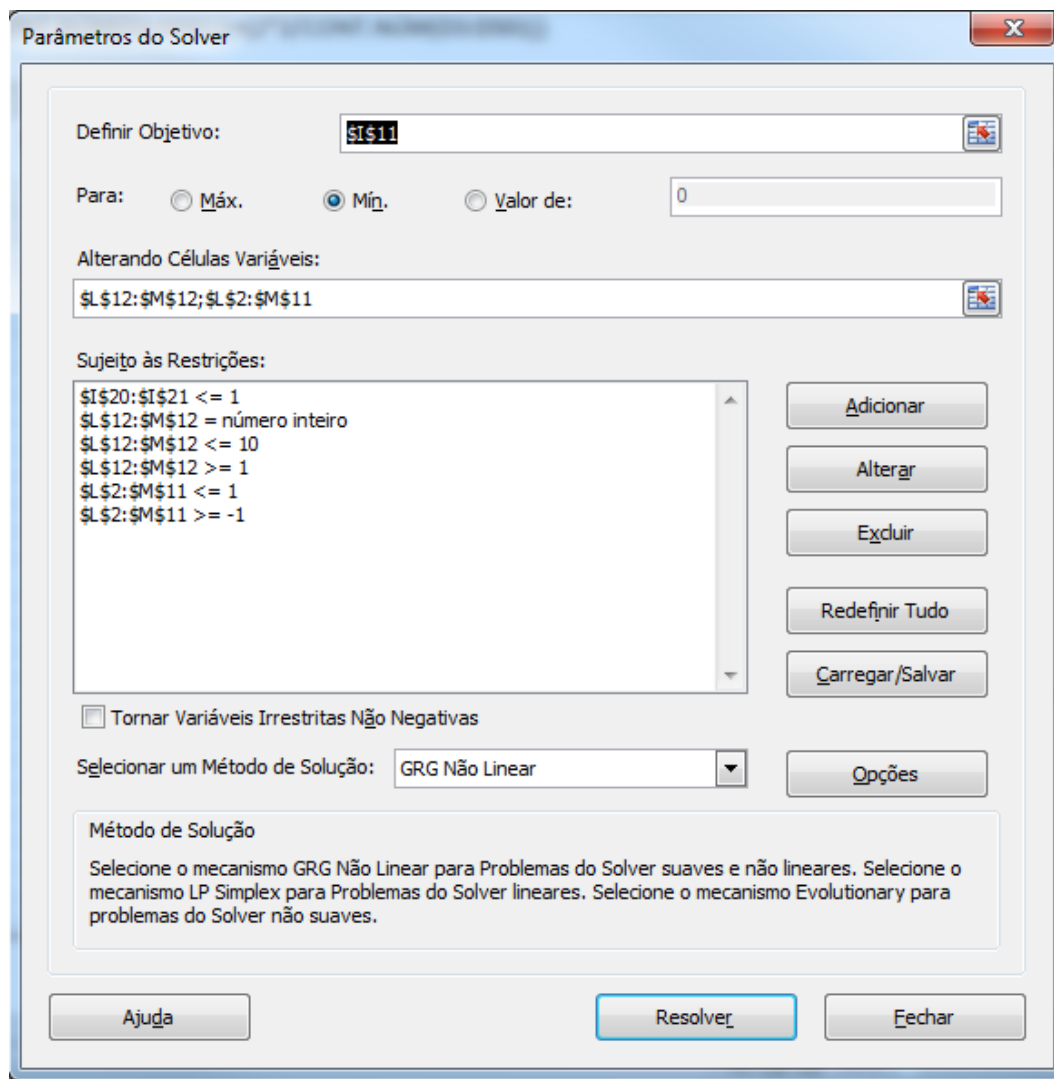 Parâmetros do Solver
Definir Objetivo:
$I$11
Para:
Máx.
Mín.
Valor de:
0
Alterando Células Variáveis:
$L$12:$M$12;$L$2:$M$11
Sujeito às Restrições:
$I$20:$I$21 <= 1
$L$12:$M$12 = número inteiro
$L$12:$M$12 <= 10
$L$12:$M$12 >= 1
$L$2:$M$11 <= 1
$L$2:$M$11 >= -1
Adicionar
Alterar
Excluir
Redefinir Tudo
Carregar/Salvar
Tornar Variáveis Irrestritas Não Negativas
Selecionar um Método de Solução:
GRG Não Linear
Opções
Método de Solução
Selecione o mecanismo GRG Não Linear para Problemas do Solver suaves e não lineares. Selecione o
mecanismo LP Simplex para Problemas do Solver lineares. Selecione o mecanismo Evolutionary para
problemas do Solver não suaves.
Ajuda
Resolver
Fechar